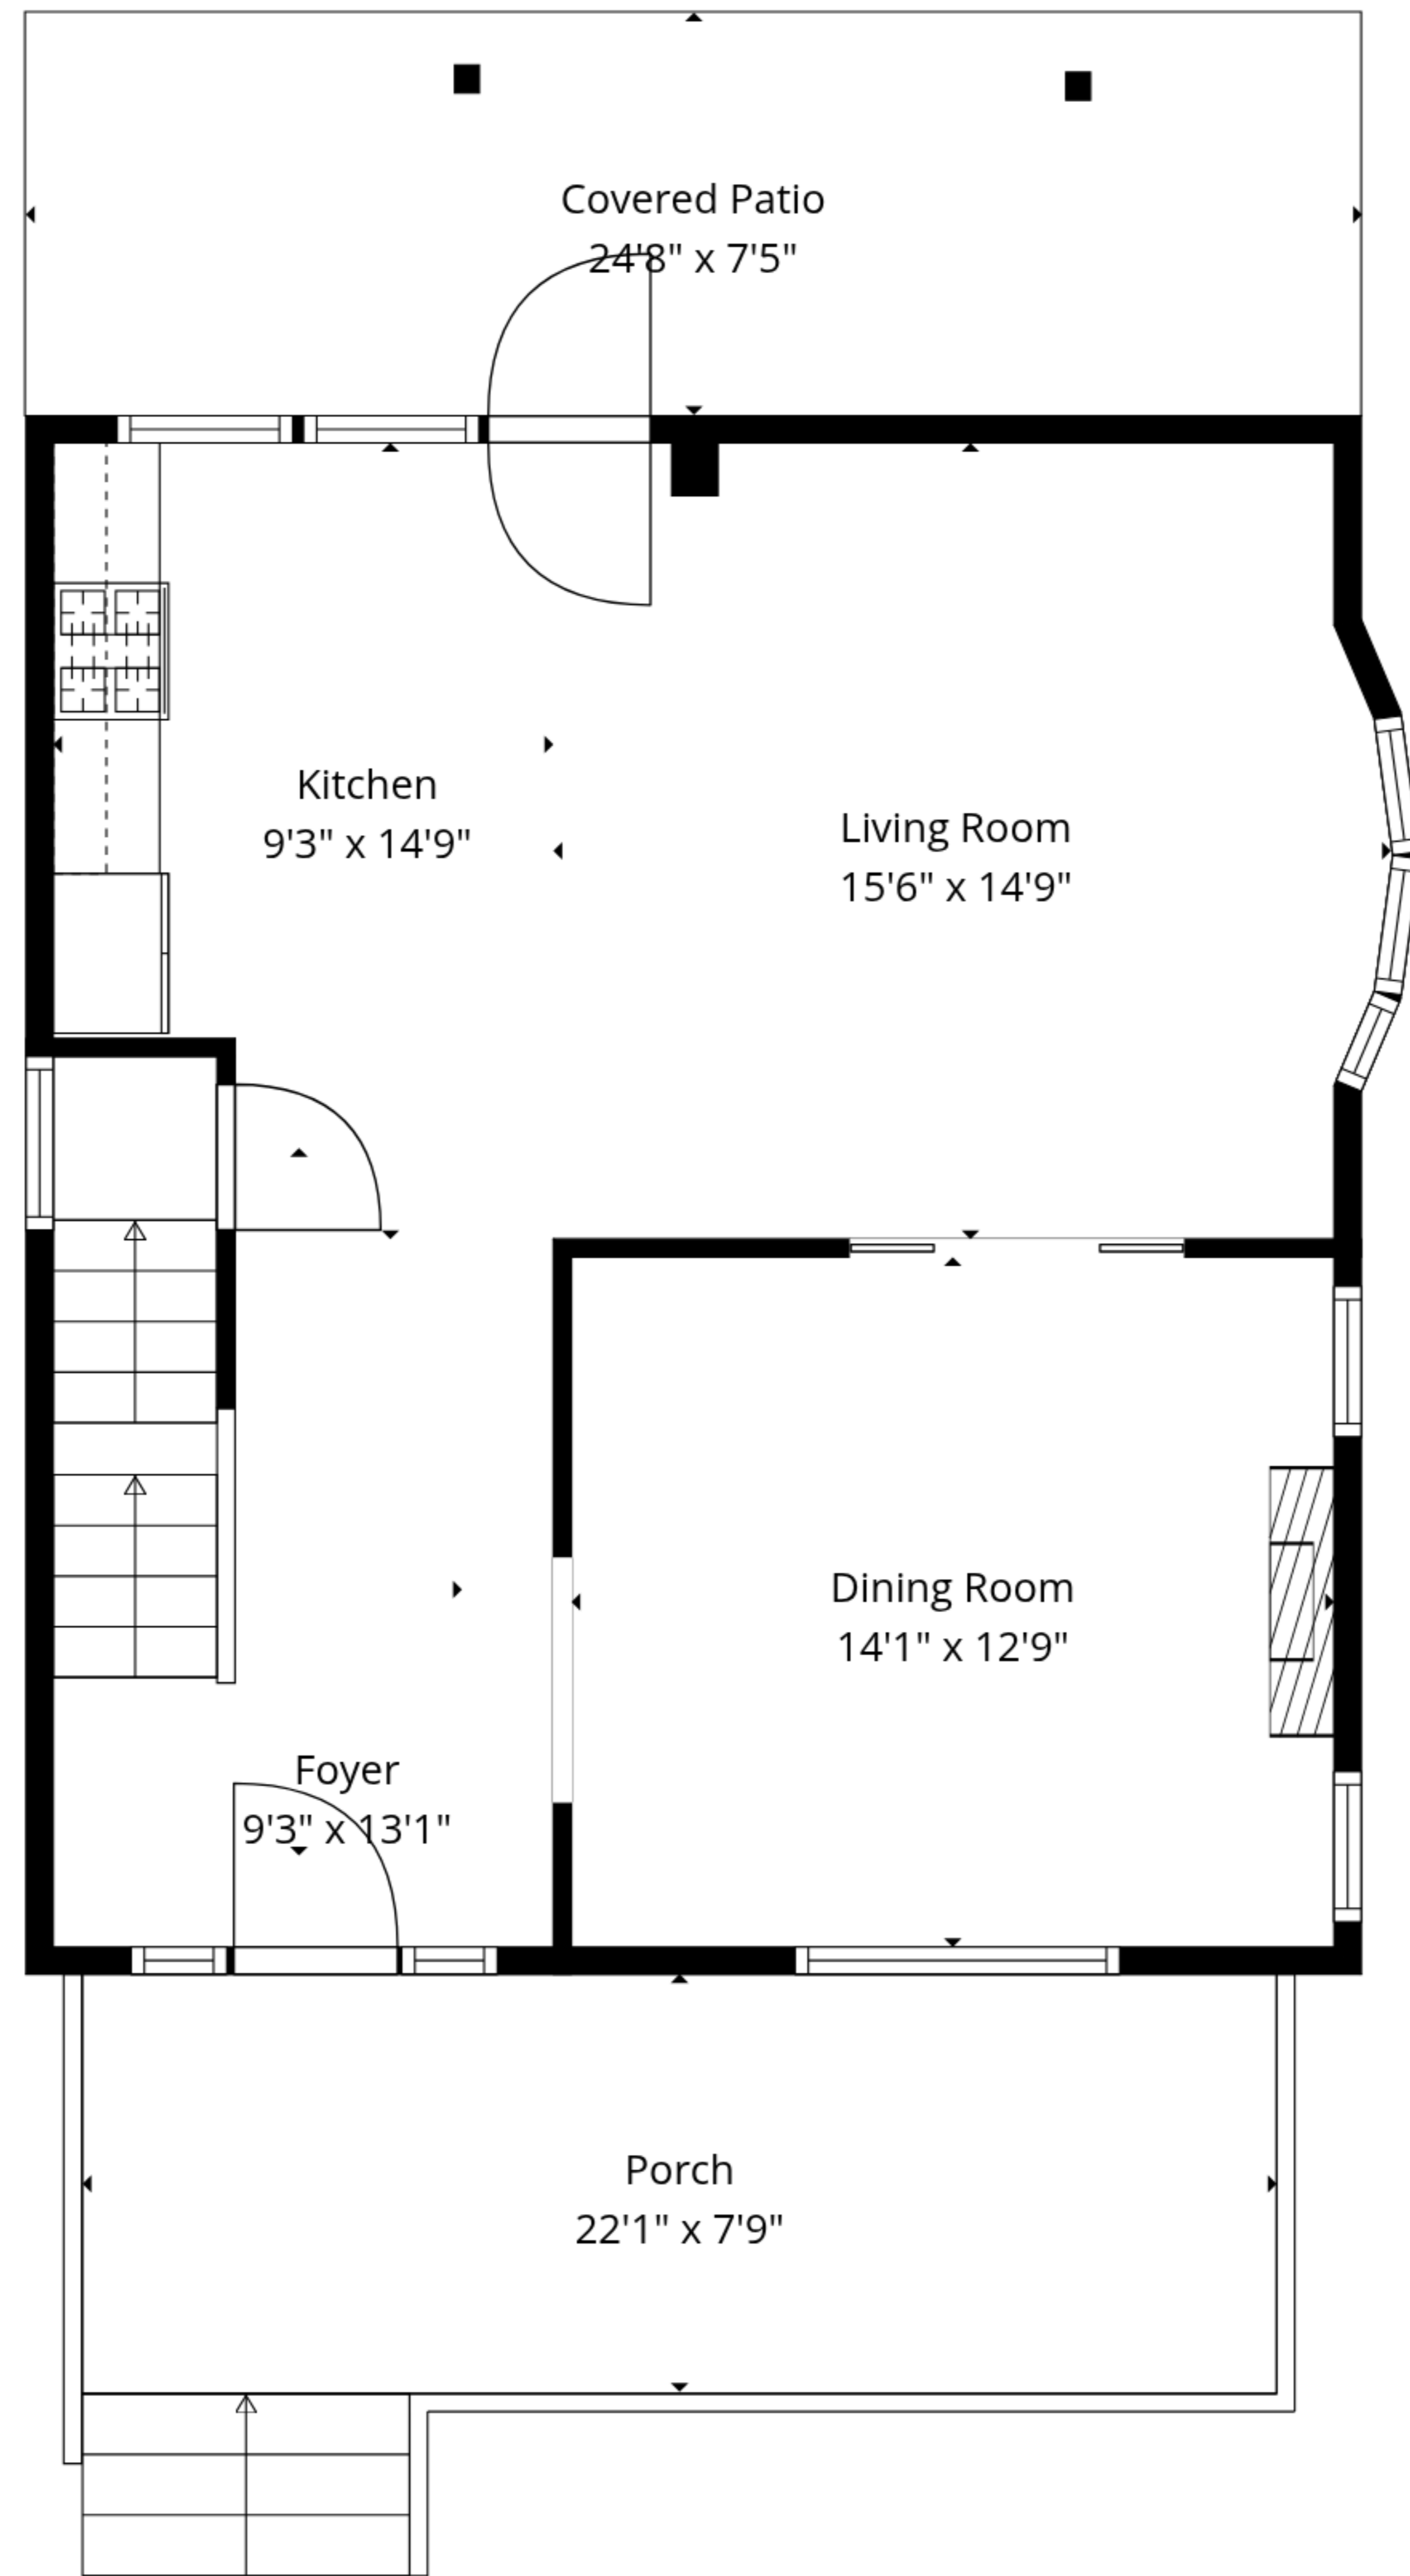 Covered Patio
24'8" x 7'5"
Kitchen
9'3" x 14'9"
Living Room
15'6" x 14'9"
Dining Room
14'1" x 12'9"
Foyer
9'3" x 13'1"
Porch
22'1" x 7'9"